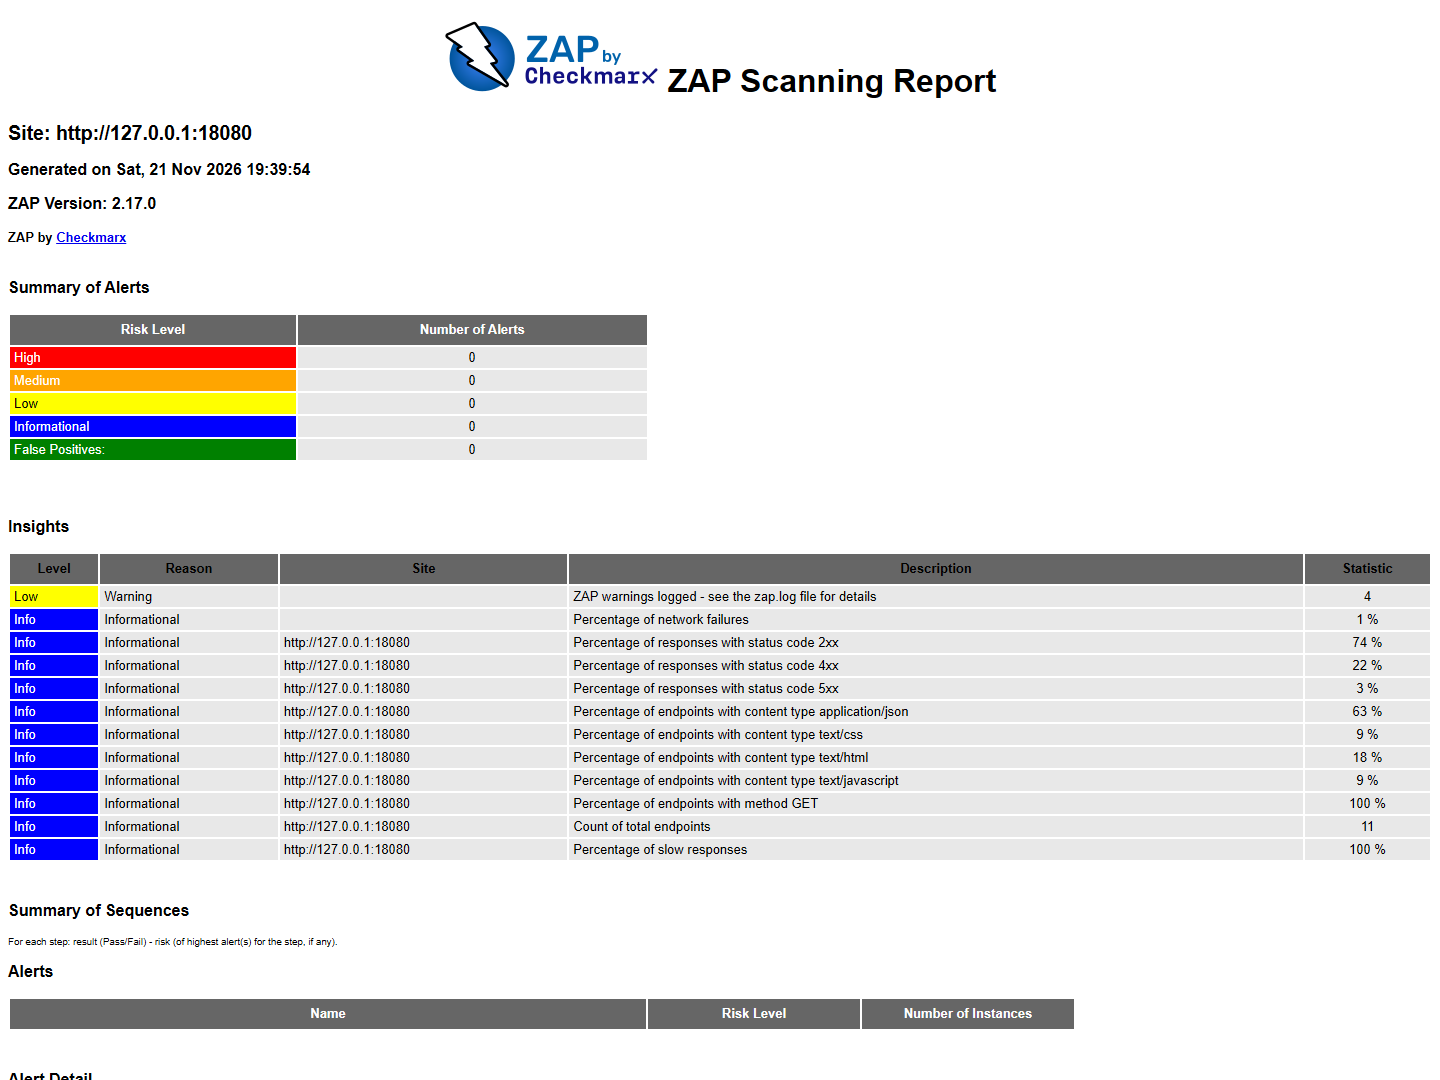 ZAP by
Checkmarx ZAP Scanning Report
Site: http://127.0.0.1:18080
Generated on Sat, 21 Nov 2026 19:39:54
ZAP Version: 2.17.0
ZAP by Checkmarx
Summary of Alerts
Risk Level Number of Alerts
High 0
Medium 0
Low 0
Informational 0
False Positives: 0
Insights
Level Reason Site Description Statistic
Low Warning ZAP warnings logged - see the zap.log file for details 4
Info Informational Percentage of network failures 1 %
Info Informational http://127.0.0.1:18080 Percentage of responses with status code 2xx 74 %
Info Informational http://127.0.0.1:18080 Percentage of responses with status code 4xx 22 %
Info Informational http://127.0.0.1:18080 Percentage of responses with status code 5xx 3 %
Info Informational http://127.0.0.1:18080 Percentage of endpoints with content type application/json 63 %
Info Informational http://127.0.0.1:18080 Percentage of endpoints with content type text/css 9 %
Info Informational http://127.0.0.1:18080 Percentage of endpoints with content type text/html 18 %
Info Informational http://127.0.0.1:18080 Percentage of endpoints with content type text/javascript 9 %
Info Informational http://127.0.0.1:18080 Percentage of endpoints with method GET 100 %
Info Informational http://127.0.0.1:18080 Count of total endpoints 11
Info Informational http://127.0.0.1:18080 Percentage of slow responses 100 %
Summary of Sequences
For each step: result (Pass/Fail) - risk (of highest alert(s) for the step, if any).
Alerts
Name Risk Level Number of Instances
Alert Detail